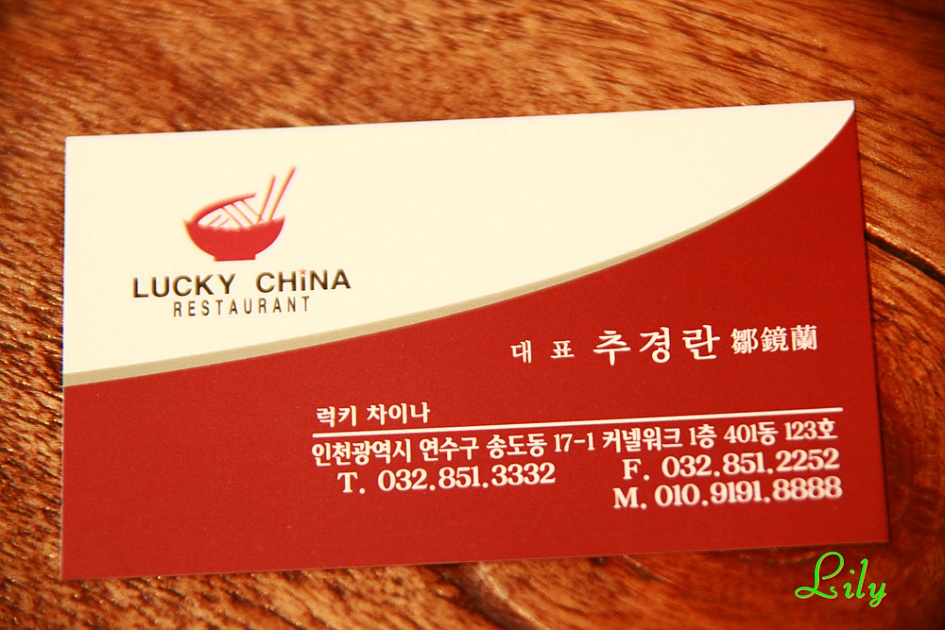 LUCKY CHiNA
RESTAURANT
대 표 추경란 鄒鏡蘭
럭키 차이나
인천광역시 연수구 송도동 17-1 커넬워크 1층 401동 123호
T. 032.851.3332 F. 032.851.2252
M. 010.9191.8888
Lily